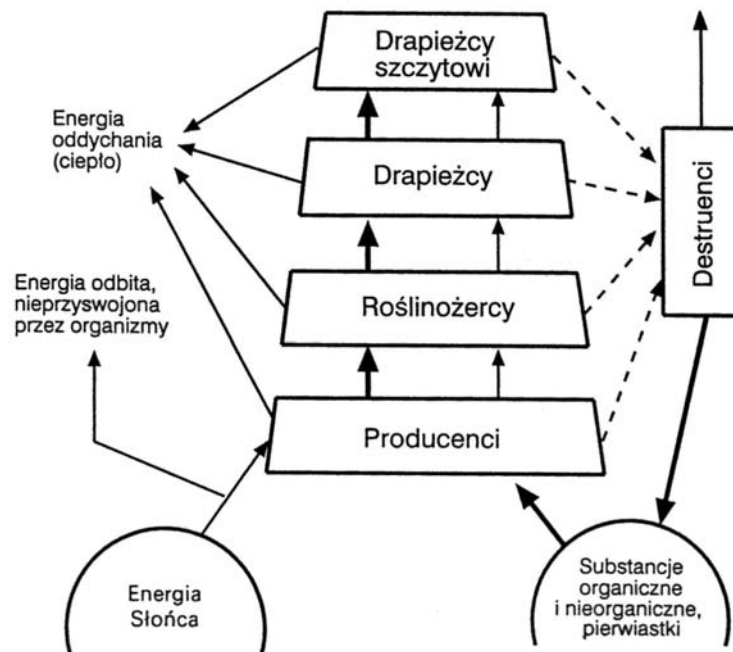 Drapieżcy
szczytowi
Energia
oddychania
(ciepło)
Drapieżcy
Destruenci
Energia odbita,
nieprzyswojona
przez organizmy
Roślinożercy
Producenci
Energia
Słońca
Substancje
organiczne
i nieorganiczne,
pierwiastki